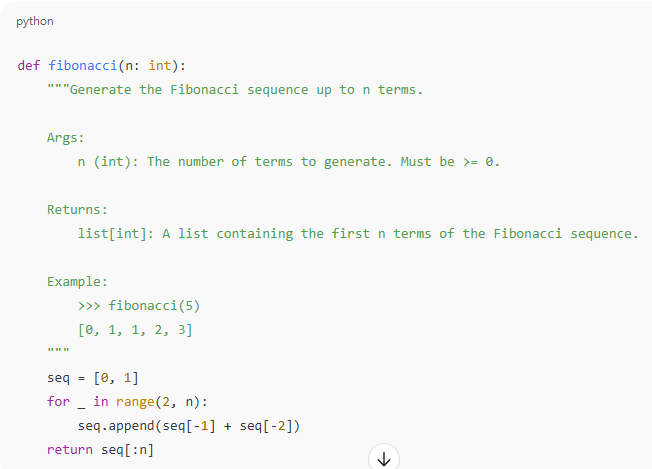 python
def fibonacci(n: int):
    """Generate the Fibonacci sequence up to n terms.

    Args:
        n (int): The number of terms to generate. Must be >= 0.

    Returns:
        list[int]: A list containing the first n terms of the Fibonacci sequence.

    Example:
        >>> fibonacci(5)
        [0, 1, 1, 2, 3]
    """
    seq = [0, 1]
    for _ in range(2, n):
        seq.append(seq[-1] + seq[-2])
    return seq[:n]